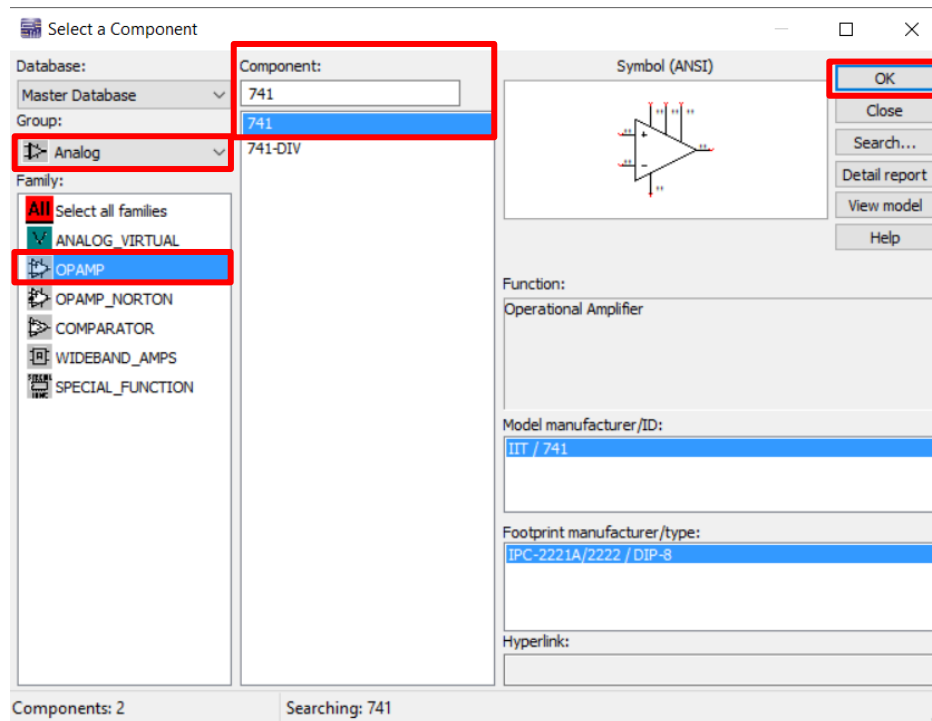 Select a Component
Database:
Master Database
Group:
Analog
Family:
All Select all families
ANALOG_VIRTUAL
OPAMP
OPAMP_NORTON
COMPARATOR
WIDEBAND_AMPS
SPECIAL_FUNCTION
Component:
741
741
741-DIV
Symbol (ANSI)
OK
Close
Search...
Detail report
View model
Help
Function:
Operational Amplifier
Model manufacturer/ID:
IIT / 741
Footprint manufacturer/type:
IPC-2221A/2222 / DIP-8
Hyperlink:
Components: 2
Searching: 741